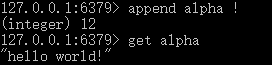 127.0.0.1:6379> append alpha !
(integer) 12
127.0.0.1:6379> get alpha
"hello world!"